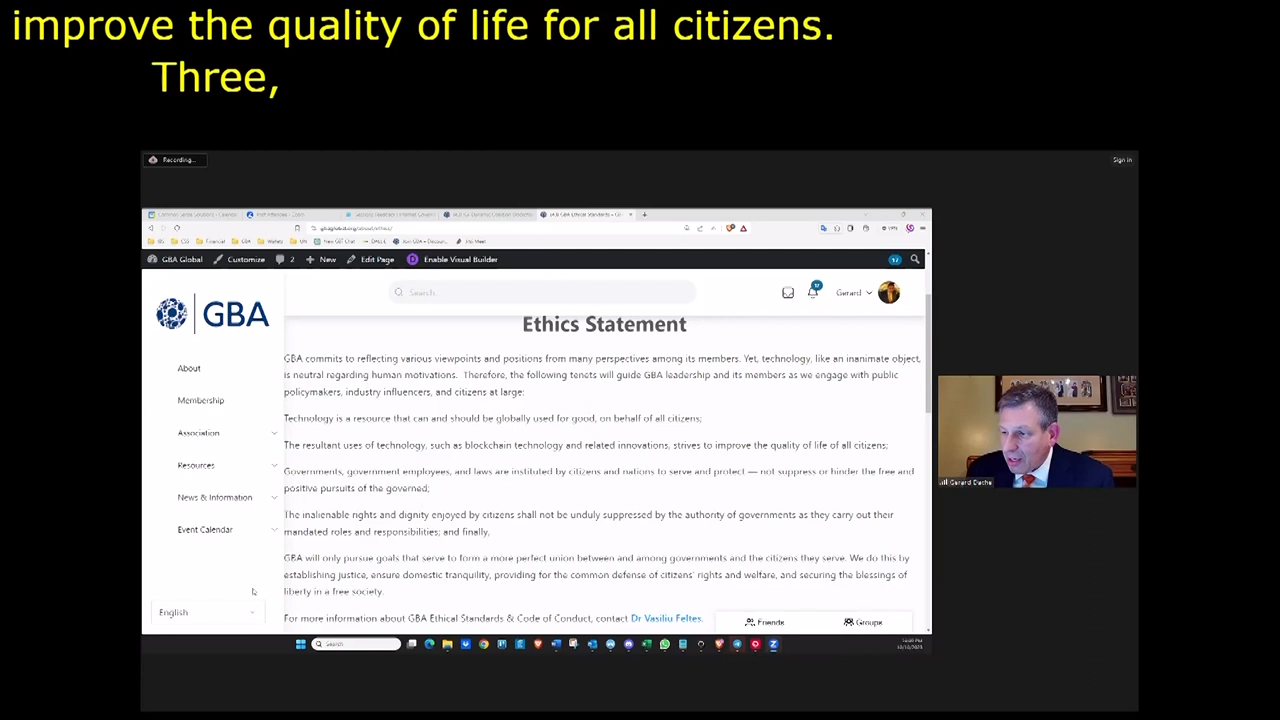 improve the quality of life for all citizens.
Three,
Recording...
Sign in
GBA Global
Customize
2
New
Edit Page
Enable Visual Builder
17
GBA
Search...
17
Gerard
Ethics Statement
GBA commits to reflecting various viewpoints and positions from many perspectives among its members. Yet, technology, like an inanimate object,
is neutral regarding human motivations. Therefore, the following tenets will guide GBA leadership and its members as we engage with public
policymakers, industry influencers, and citizens at large:
About
Technology is a resource that can and should be globally used for good, on behalf of all citizens;
Membership
The resultant uses of technology, such as blockchain technology and related innovations, strives to improve the quality of life of all citizens;
Association
Governments, government employees, and laws are instituted by citizens and nations to serve and protect — not suppress or hinder the free and
positive pursuits of the governed;
Resources
News & Information
The inalienable rights and dignity enjoyed by citizens shall not be unduly suppressed by the authority of governments as they carry out their
mandated roles and responsibilities; and finally,
Event Calendar
GBA will only pursue goals that serve to form a more perfect union between and among governments and the citizens they serve. We do this by
establishing justice, ensure domestic tranquility, providing for the common defense of citizens' rights and welfare, and securing the blessings of
liberty in a free society.
English
For more information about GBA Ethical Standards & Code of Conduct, contact Dr Vasiliu Feltes.
Friends
Groups
Search
Gerard Dache